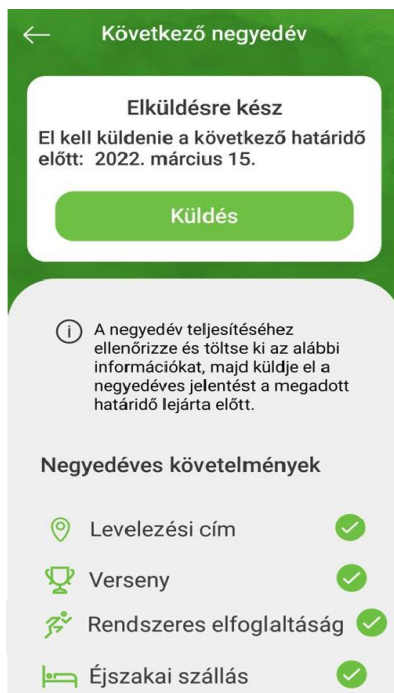 Következő negyedév
Elküldésre kész
El kell küldenie a következő határidő
előtt: 2022. március 15.
Küldés
A negyedév teljesítéséhez
ellenőrizze és töltse ki az alábbi
információkat, majd küldje el a
negyedéves jelentést a megadott
határidő lejárta előtt.
Negyedéves követelmények
Levelezési cím
Verseny
Rendszeres elfoglaltáság
Éjszakai szállás